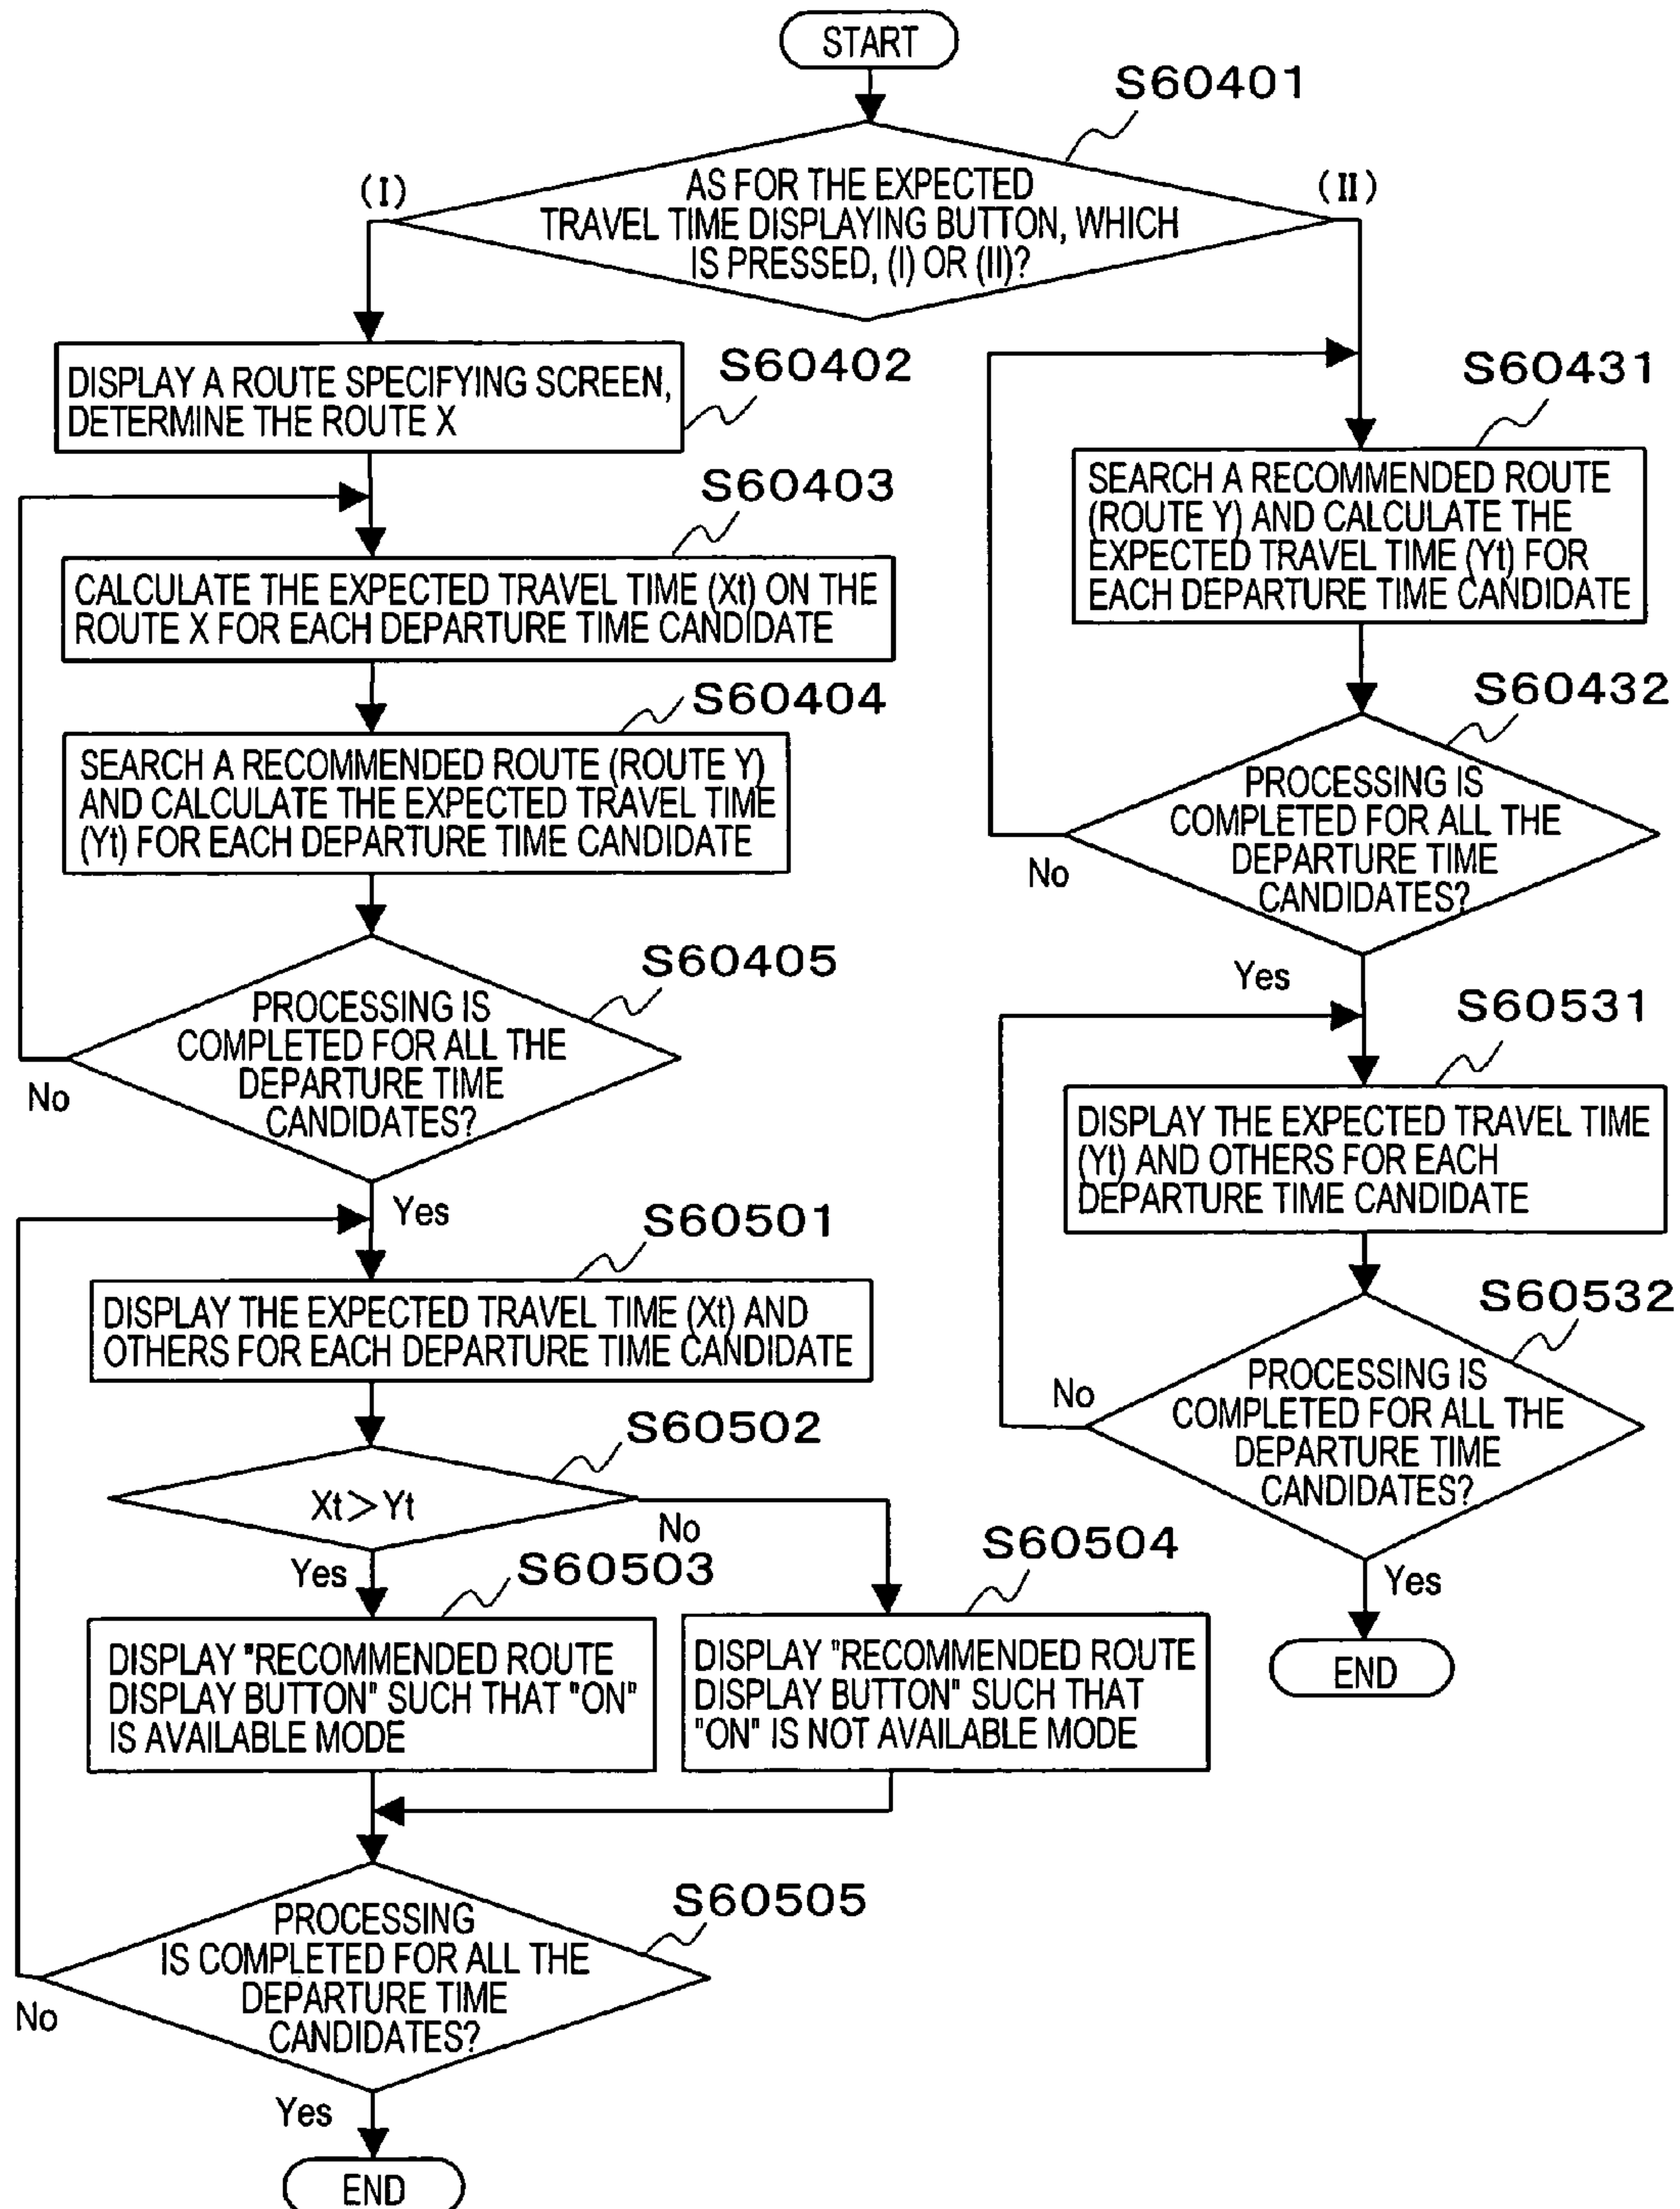 START
S60401
(I)
(II)
AS FOR THE EXPECTED
TRAVEL TIME DISPLAYING BUTTON, WHICH
IS PRESSED, (I) OR (II)?
S60402
DISPLAY A ROUTE SPECIFYING SCREEN,
DETERMINE THE ROUTE X
S60403
CALCULATE THE EXPECTED TRAVEL TIME (Xt) ON THE
ROUTE X FOR EACH DEPARTURE TIME CANDIDATE
S60404
SEARCH A RECOMMENDED ROUTE (ROUTE Y)
AND CALCULATE THE EXPECTED TRAVEL TIME
(Yt) FOR EACH DEPARTURE TIME CANDIDATE
S60405
PROCESSING IS
COMPLETED FOR ALL THE
DEPARTURE TIME
CANDIDATES?
No
Yes
S60501
DISPLAY THE EXPECTED TRAVEL TIME (Xt) AND
OTHERS FOR EACH DEPARTURE TIME CANDIDATE
S60502
Xt>Yt
No
Yes
S60503
DISPLAY "RECOMMENDED ROUTE
DISPLAY BUTTON" SUCH THAT "ON"
IS AVAILABLE MODE
S60504
DISPLAY "RECOMMENDED ROUTE
DISPLAY BUTTON" SUCH THAT
"ON" IS NOT AVAILABLE MODE
S60505
PROCESSING
IS COMPLETED FOR ALL THE
DEPARTURE TIME
CANDIDATES?
No
Yes
END
S60431
SEARCH A RECOMMENDED ROUTE
(ROUTE Y) AND CALCULATE THE
EXPECTED TRAVEL TIME (Yt) FOR
EACH DEPARTURE TIME CANDIDATE
S60432
PROCESSING IS
COMPLETED FOR ALL THE
DEPARTURE TIME
CANDIDATES?
No
Yes
S60531
DISPLAY THE EXPECTED TRAVEL TIME
(Yt) AND OTHERS FOR EACH
DEPARTURE TIME CANDIDATE
S60532
PROCESSING IS
COMPLETED FOR ALL THE
DEPARTURE TIME
CANDIDATES?
No
Yes
END